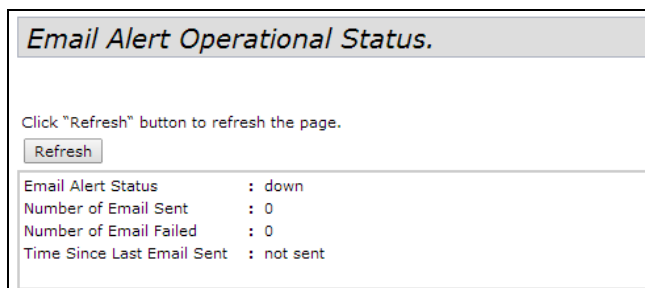 Email Alert Operational Status.
Click "Refresh" button to refresh the page.
Refresh
Email Alert Status : down
Number of Email Sent : 0
Number of Email Failed : 0
Time Since Last Email Sent : not sent